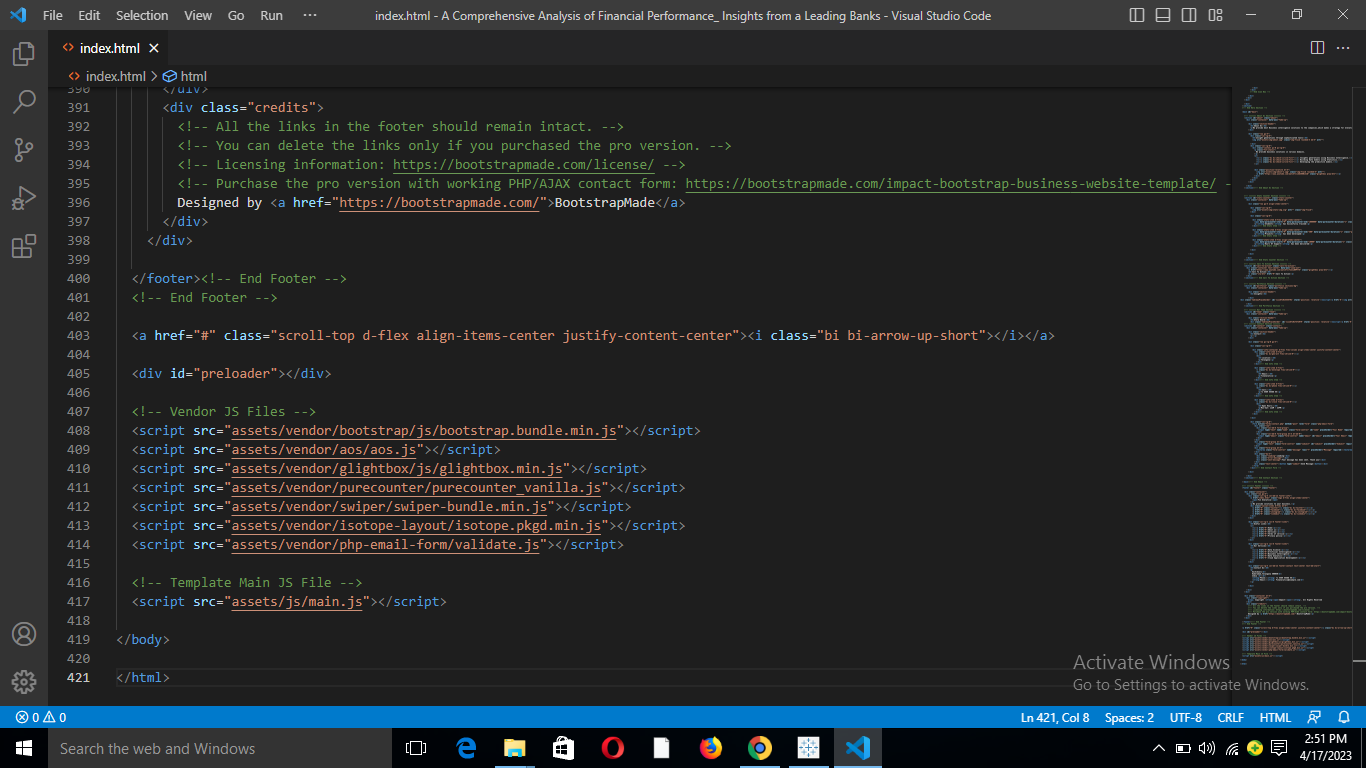 File Edit Selection View Go Run ··· index.html - A Comprehensive Analysis of Financial Performance_ Insights from a Leading Banks - Visual Studio Code
index.html
index.html > html
390 </div>
391 <div class="credits">
392 <!-- All the links in the footer should remain intact. -->
393 <!-- You can delete the links only if you purchased the pro version. -->
394 <!-- Licensing information: https://bootstrapmade.com/license/ -->
395 <!-- Purchase the pro version with working PHP/AJAX contact form: https://bootstrapmade.com/impact-bootstrap-business-website-template/ -
396 Designed by <a href="https://bootstrapmade.com/">BootstrapMade</a>
397 </div>
398 </div>
399
400 </footer><!-- End Footer -->
401 <!-- End Footer -->
402
403 <a href="#" class="scroll-top d-flex align-items-center justify-content-center"><i class="bi bi-arrow-up-short"></i></a>
404
405 <div id="preloader"></div>
406
407 <!-- Vendor JS Files -->
408 <script src="assets/vendor/bootstrap/js/bootstrap.bundle.min.js"></script>
409 <script src="assets/vendor/aos/aos.js"></script>
410 <script src="assets/vendor/glightbox/js/glightbox.min.js"></script>
411 <script src="assets/vendor/purecounter/purecounter_vanilla.js"></script>
412 <script src="assets/vendor/swiper/swiper-bundle.min.js"></script>
413 <script src="assets/vendor/isotope-layout/isotope.pkgd.min.js"></script>
414 <script src="assets/vendor/php-email-form/validate.js"></script>
415
416 <!-- Template Main JS File -->
417 <script src="assets/js/main.js"></script>
418
419 </body>
420
421 </html>
Activate Windows
Go to Settings to activate Windows.
0 0 Ln 421, Col 8 Spaces: 2 UTF-8 CRLF HTML
Search the web and Windows
2:51 PM
4/17/2023